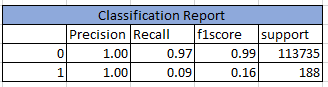 Classification Report
Precision Recall f1score support
0 1.00 0.97 0.99 113735
1 1.00 0.09 0.16 188